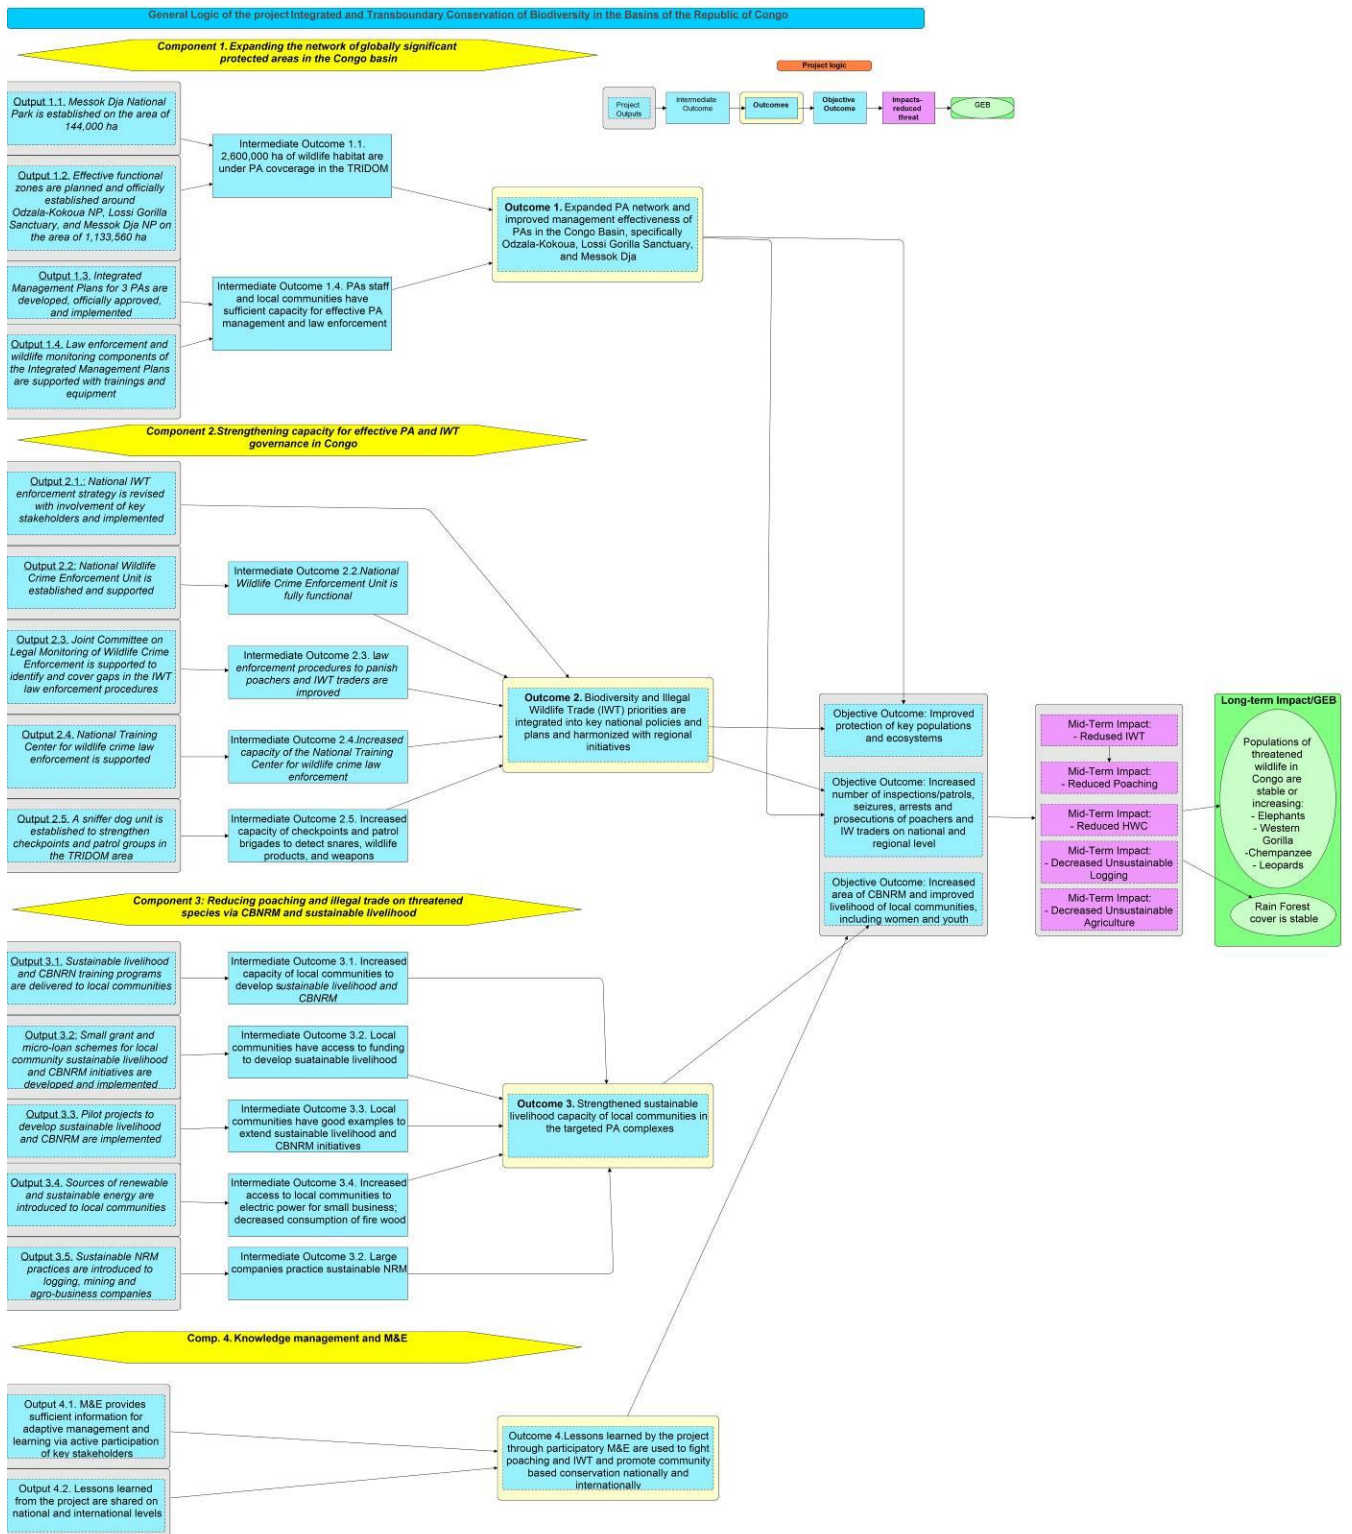 General Logic of the project Integrated and Transboundary Conservation of Biodiversity in the Basins of the Republic of Congo
Component 1. Expanding the network of globally significant
protected areas in the Congo basin
Project logic
Project
Outputs
Intermediate
Outcome
Outcomes
Objective
Outcome
Impacts-
reduced
threat
GEB
Output 1.1. Messok Dja National
Park is established on the area of
144,000 ha
Output 1.2. Effective functional
zones are planned and officially
established around
Odzala-Kokoua NP, Lossi Gorilla
Sanctuary, and Messok Dja NP on
the area of 1,133,560 ha
Output 1.3. Integrated
Management Plans for 3 PAs are
developed, officially approved,
and implemented
Output 1.4. Law enforcement and
wildlife monitoring components of
the Integrated Management Plans
are supported with trainings and
equipment
Intermediate Outcome 1.1.
2,600,000 ha of wildlife habitat are
under PA covcerage in the TRIDOM
Intermediate Outcome 1.4. PAs staff
and local communities have
sufficient capacity for effective PA
management and law enforcement
Outcome 1. Expanded PA network and
improved management effectiveness of
PAs in the Congo Basin, specifically
Odzala-Kokoua, Lossi Gorilla Sanctuary,
and Messok Dja
Component 2.Strengthening capacity for effective PA and IWT
governance in Congo
Output 2.1.: National IWT
enforcement strategy is revised
with involvement of key
stakeholders and implemented
Output 2.2: National Wildlife
Crime Enforcement Unit is
established and supported
Output 2.3. Joint Committee on
Legal Monitoring of Wildlife Crime
Enforcement is supported to
identify and cover gaps in the IWT
law enforcement procedures
Output 2.4. National Training
Center for wildlife crime law
enforcement is supported
Output 2.5. A sniffer dog unit is
established to strengthen
checkpoints and patrol groups in
the TRIDOM area
Intermediate Outcome 2.2.National
Wildlife Crime Enforcement Unit is
fully functional
Intermediate Outcome 2.3. law
enforcement procedures to panish
poachers and IWT traders are
improved
Intermediate Outcome 2.4.Increased
capacity of the National Training
Center for wildlife crime law
enforcement
Intermediate Outcome 2.5. Increased
capacity of checkpoints and patrol
brigades to detect snares, wildlife
products, and weapons
Outcome 2. Biodiversity and Illegal
Wildlife Trade (IWT) priorities are
integrated into key national policies and
plans and harmonized with regional
initiatives
Objective Outcome: Improved
protection of key populations
and ecosystems
Objective Outcome: Increased
number of inspections/patrols,
seizures, arrests and
prosecutions of poachers and
IW traders on national and
regional level
Objective Outcome: Increased
area of CBNRM and improved
livelihood of local communities,
including women and youth
Mid-Term Impact:
- Redused IWT
Mid-Term Impact:
- Reduced Poaching
Mid-Term Impact:
- Reduced HWC
Mid-Term Impact:
- Decreased Unsustainable
Logging
Mid-Term Impact:
- Decreased Unsustainable
Agriculture
Long-term Impact/GEB
Populations of
threatened
wildlife in
Congo are
stable or
increasing:
- Elephants
- Western
Gorilla
-Chempanzee
- Leopards
Rain Forest
cover is stable
Component 3: Reducing poaching and illegal trade on threatened
species via CBNRM and sustainable livelihood
Output 3.1. Sustainable livelihood
and CBNRN training programs
are delivered to local communities
Output 3.2: Small grant and
micro-loan schemes for local
community sustainable livelihood
and CBNRM initiatives are
developed and implemented
Output 3.3. Pilot projects to
develop sustainable livelihood
and CBNRM are implemented
Output 3.4. Sources of renewable
and sustainable energy are
introduced to local communities
Output 3.5. Sustainable NRM
practices are introduced to
logging, mining and
agro-business companies
Intermediate Outcome 3.1. Increased
capacity of local communities to
develop sustainable livelihood and
CBNRM
Intermediate Outcome 3.2. Local
communities have access to funding
to develop suatainable livelihood
Intermediate Outcome 3.3. Local
communities have good examples to
extend sustainable livelihood and
CBNRM initiatives
Intermediate Outcome 3.4. Increased
access to local communities to
electric power for small business;
decreased consumption of fire wood
Intermediate Outcome 3.2. Large
companies practice sustainable NRM
Outcome 3. Strengthened sustainable
livelihood capacity of local communities in
the targeted PA complexes
Comp. 4. Knowledge management and M&E
Output 4.1. M&E provides
sufficient information for
adaptive management and
learning via active participation
of key stakeholders
Output 4.2. Lessons learned
from the project are shared on
national and international levels
Outcome 4.Lessons learned by the project
through participatory M&E are used to fight
poaching and IWT and promote community
based conservation nationally and
internationally